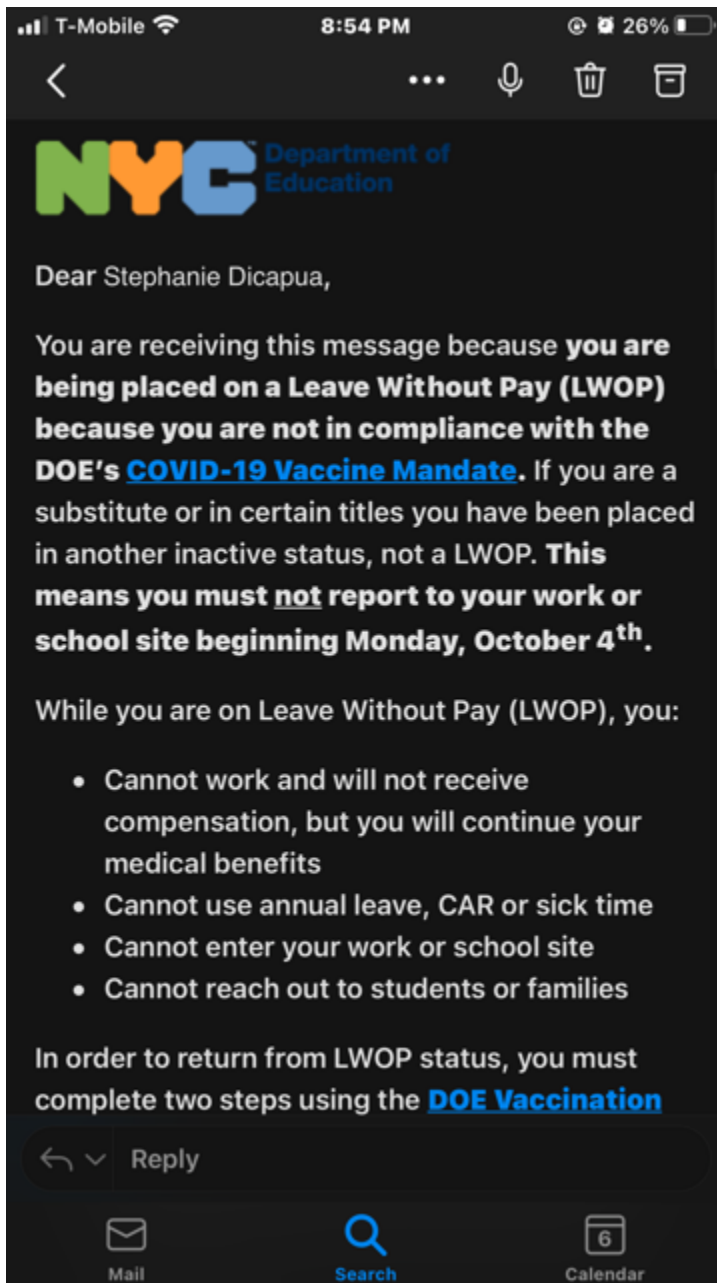 T-Mobile 8:54 PM 26%
NYC Department of
Education
Dear Stephanie Dicapua,
You are receiving this message because you are
being placed on a Leave Without Pay (LWOP)
because you are not in compliance with the
DOE’s COVID-19 Vaccine Mandate. If you are a
substitute or in certain titles you have been placed
in another inactive status, not a LWOP. This
means you must not report to your work or
school site beginning Monday, October 4th.
While you are on Leave Without Pay (LWOP), you:
• Cannot work and will not receive
compensation, but you will continue your
medical benefits
• Cannot use annual leave, CAR or sick time
• Cannot enter your work or school site
• Cannot reach out to students or families
In order to return from LWOP status, you must
complete two steps using the DOE Vaccination
Reply
6
Mail Search Calendar